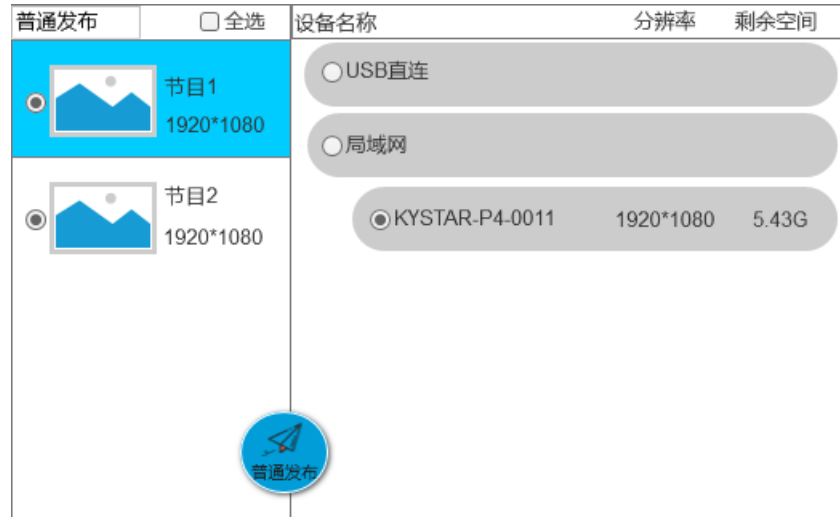 普通发布 全选 设备名称 分辨率 剩余空间
节目1
1920*1080
节目2
1920*1080
USB直连
局域网
KYSTAR-P4-0011 1920*1080 5.43G
普通发布